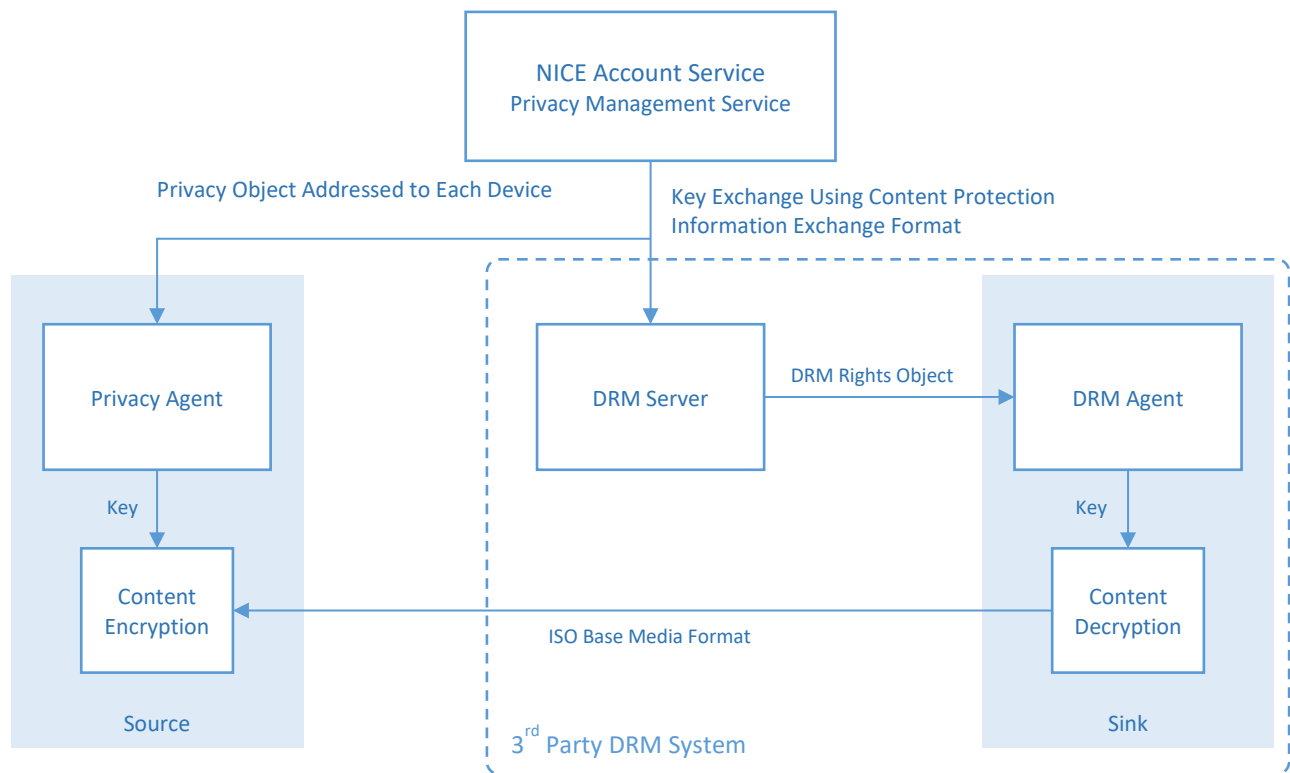 NICE Account Service
Privacy Management Service
Privacy Object Addressed to Each Device
Key Exchange Using Content Protection
Information Exchange Format
Privacy Agent
DRM Server
DRM Rights Object
DRM Agent
Key
Key
Content
Encryption
ISO Base Media Format
Content
Decryption
Source
3rd Party DRM System
Sink